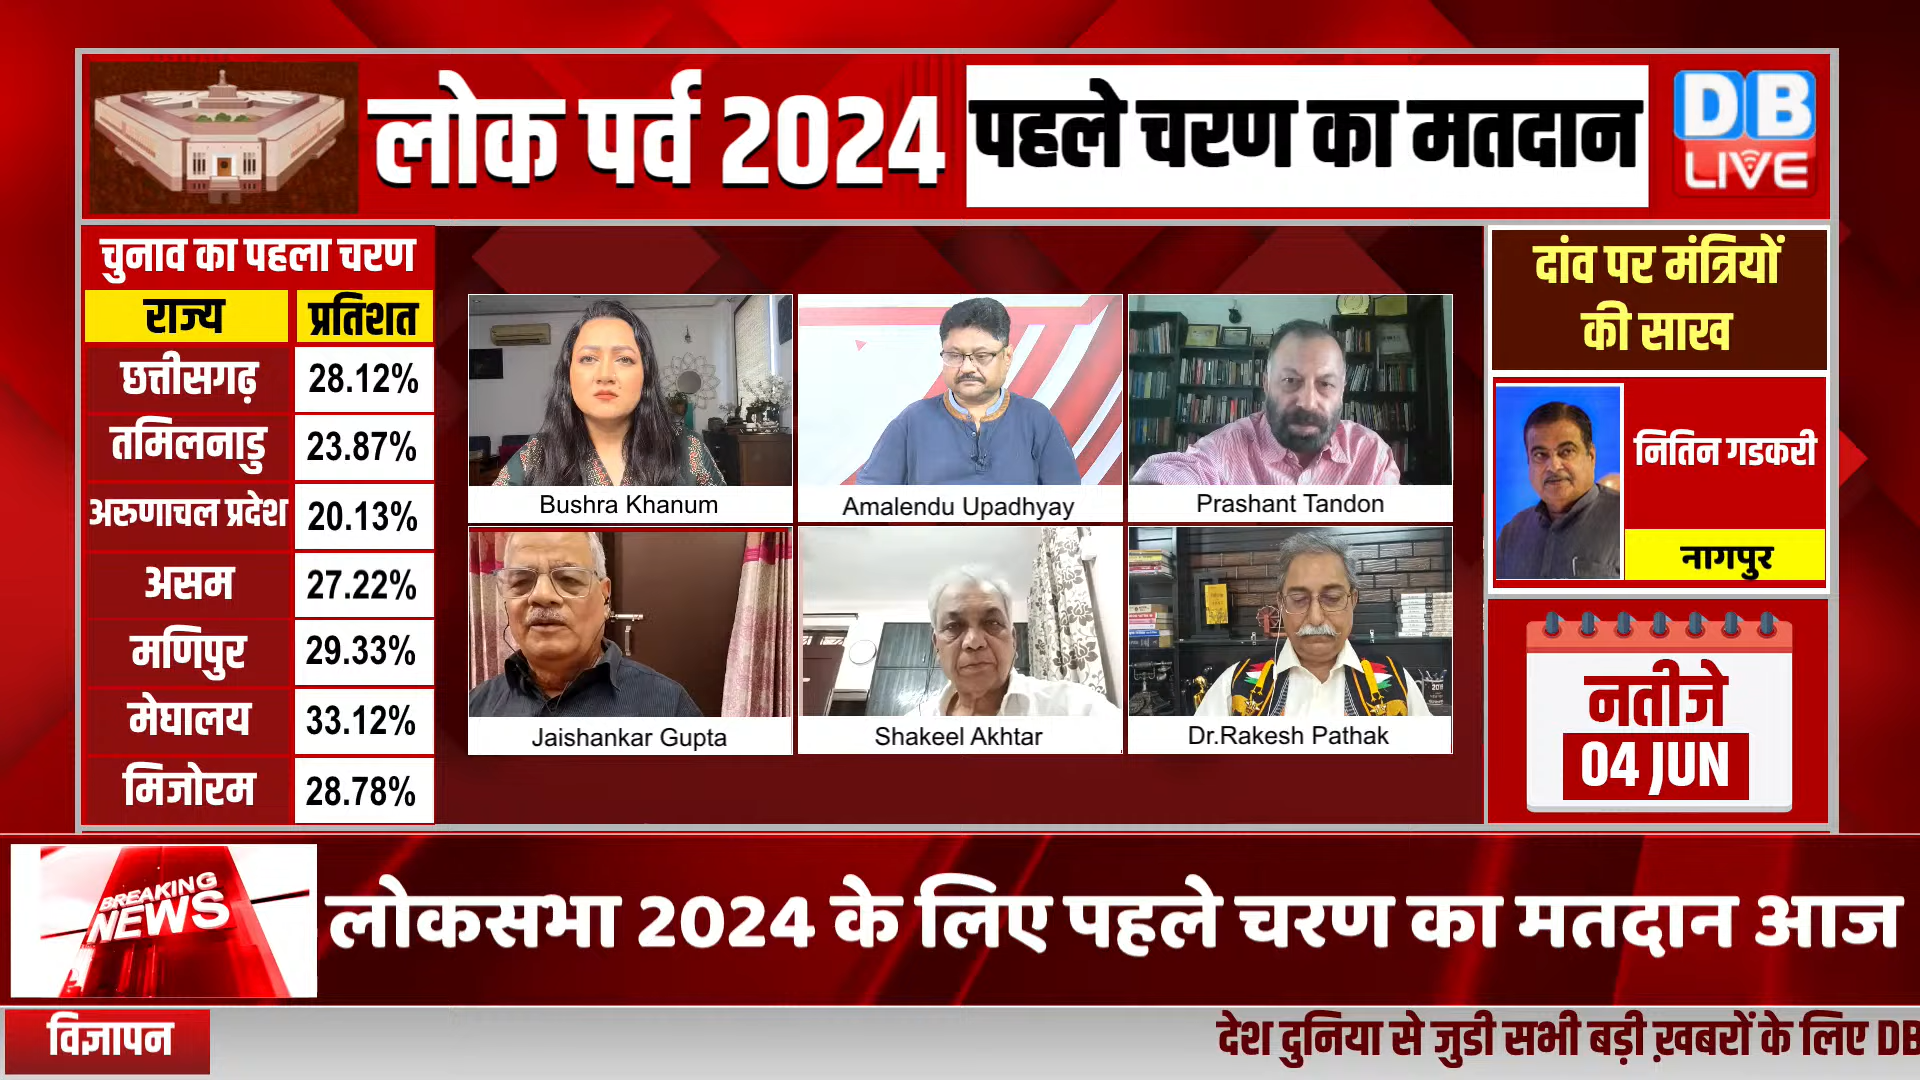 लोक पर्व 2024
पहले चरण का मतदान
DB
LIVE
चुनाव का पहला चरण
राज्य प्रतिशत
छत्तीसगढ़ 28.12%
तमिलनाडु 23.87%
अरुणाचल प्रदेश 20.13%
असम 27.22%
मणिपुर 29.33%
मेघालय 33.12%
मिजोरम 28.78%
Bushra Khanum
Amalendu Upadhyay
Prashant Tandon
Jaishankar Gupta
Shakeel Akhtar
Dr.Rakesh Pathak
दांव पर मंत्रियों
की साख
नितिन गडकरी
नागपुर
नतीजे
04 JUN
BREAKING
NEWS
लोकसभा 2024 के लिए पहले चरण का मतदान आज
विज्ञापन
देश दुनिया से जुडी सभी बड़ी ख़बरों के लिए DB